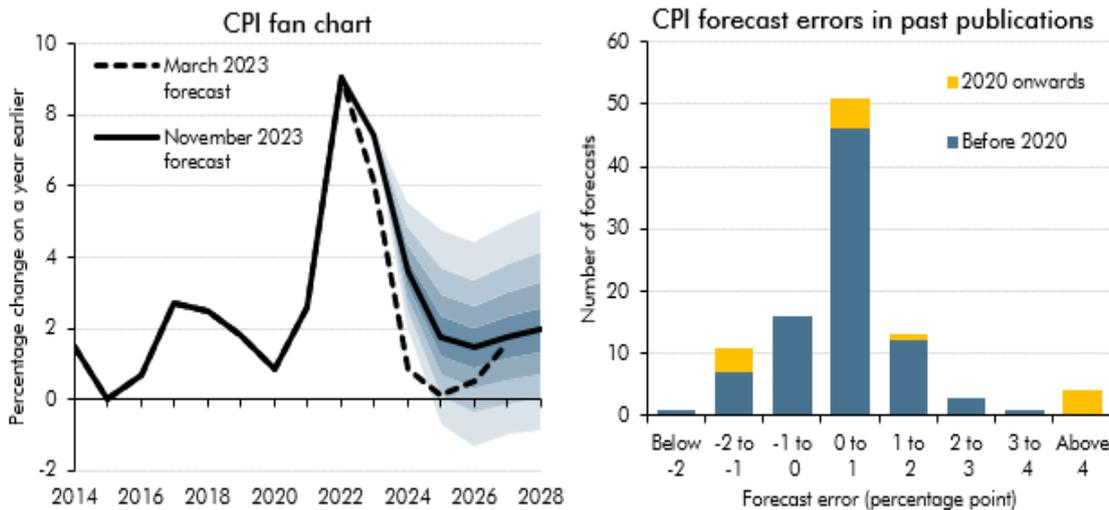 CPI fan chart
10
8
6
4
2
0
-2
Percentage change on a year earlier
March 2023
forecast
November 2023
forecast
2014 2016 2018 2020 2022 2024 2026 2028
CPI forecast errors in past publications
60
50
40
30
20
10
0
Number of forecasts
2020 onwards
Before 2020
Below -2 to -1 to 0 to 1 to 2 to 3 to Above
-2 -1 0 1 2 3 4 4
Forecast error (percentage point)